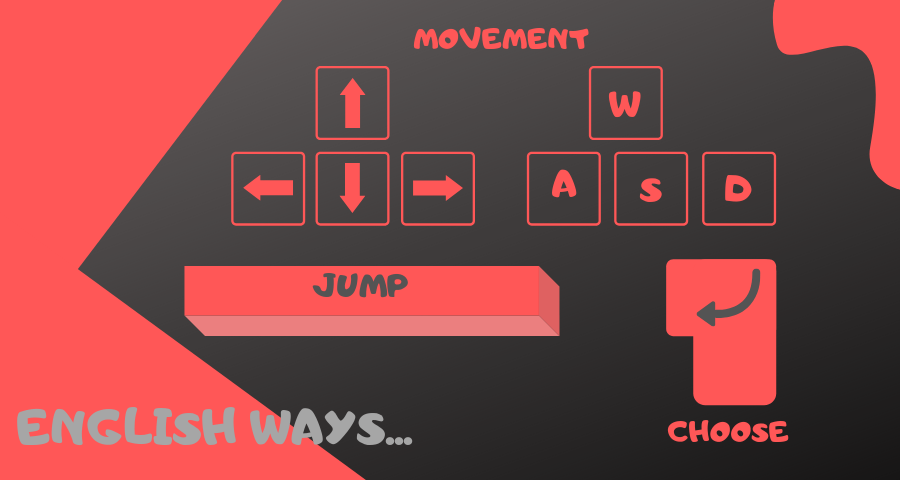 MOVEMENT
W
A S D
JUMP
CHOOSE
ENGLISH WAYS...